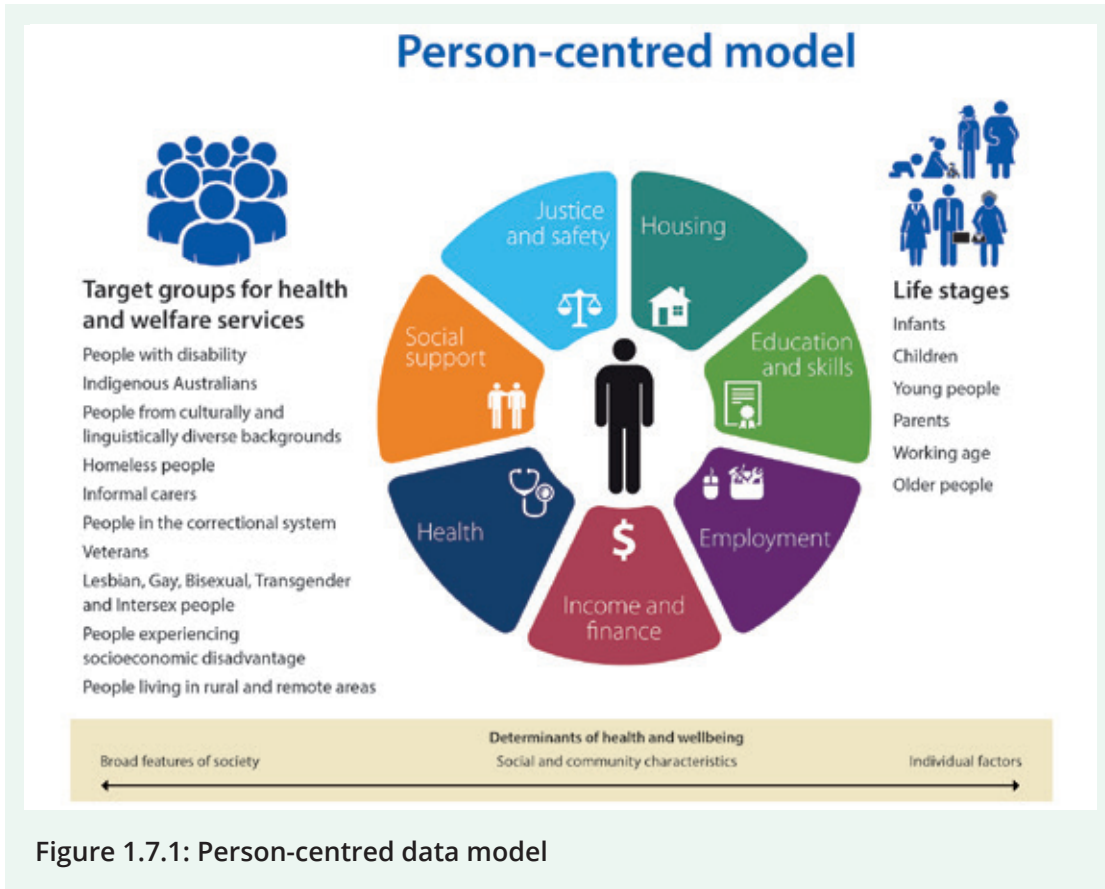 Person-centred model
Target groups for health
and welfare services
People with disability
Indigenous Australians
People from culturally and
linguistically diverse backgrounds
Homeless people
Informal carers
People in the correctional system
Veterans
Lesbian, Gay, Bisexual, Transgender
and Intersex people
People experiencing
socioeconomic disadvantage
People living in rural and remote areas
Justice
and safety
Housing
Social
support
Education
and skills
Health
$
Employment
Income and
finance
Life stages
Infants
Children
Young people
Parents
Working age
Older people
Determinants of health and wellbeing
Broad features of society
Social and community characteristics
Individual factors
Figure 1.7.1: Person-centred data model